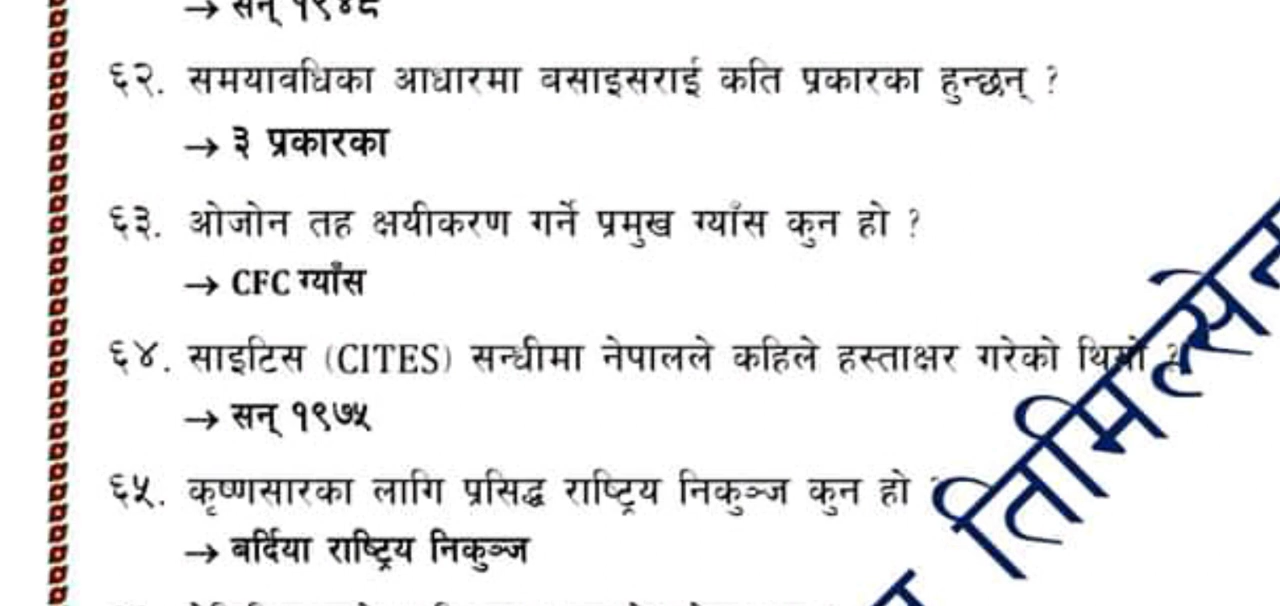 → सन् १९४८
६२. समयावधिका आधारमा बसाइसराई कति प्रकारका हुन्छन् ?
→ ३ प्रकारका
६३. ओजोन तह क्षयीकरण गर्ने प्रमुख ग्याँस कुन हो ?
→ CFC ग्याँस
६४. साइटिस (CITES) सन्धीमा नेपालले कहिले हस्ताक्षर गरेको थियो ?
→ सन् १९७५
६५. कृष्णसारका लागि प्रसिद्ध राष्ट्रिय निकुञ्ज कुन हो ?
→ बर्दिया राष्ट्रिय निकुञ्ज
तिमिल्सेन